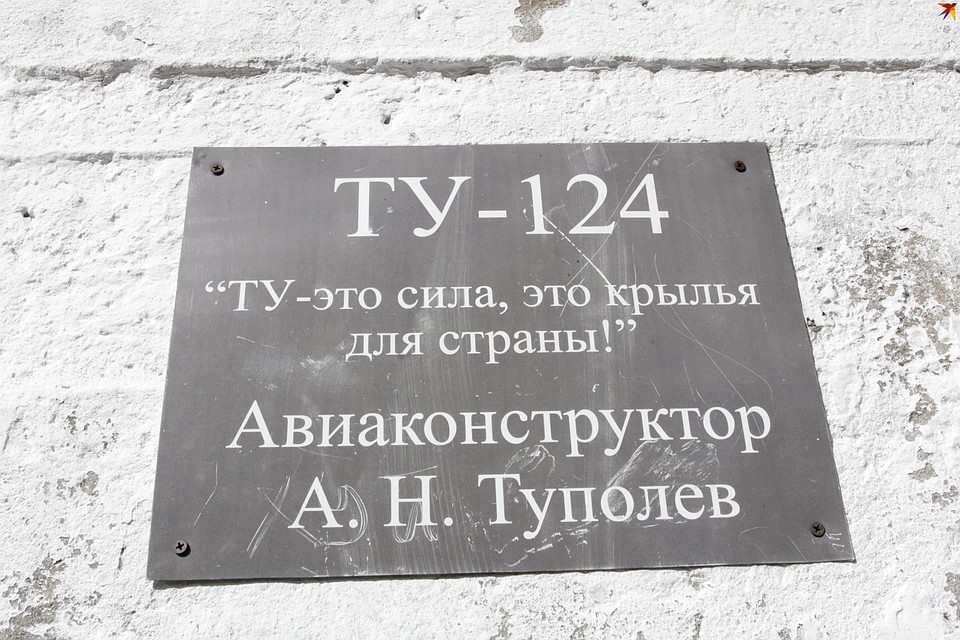 ТУ-124
“ТУ-это сила, это крылья
для страны!”
Авиаконструктор
А. Н. Туполев